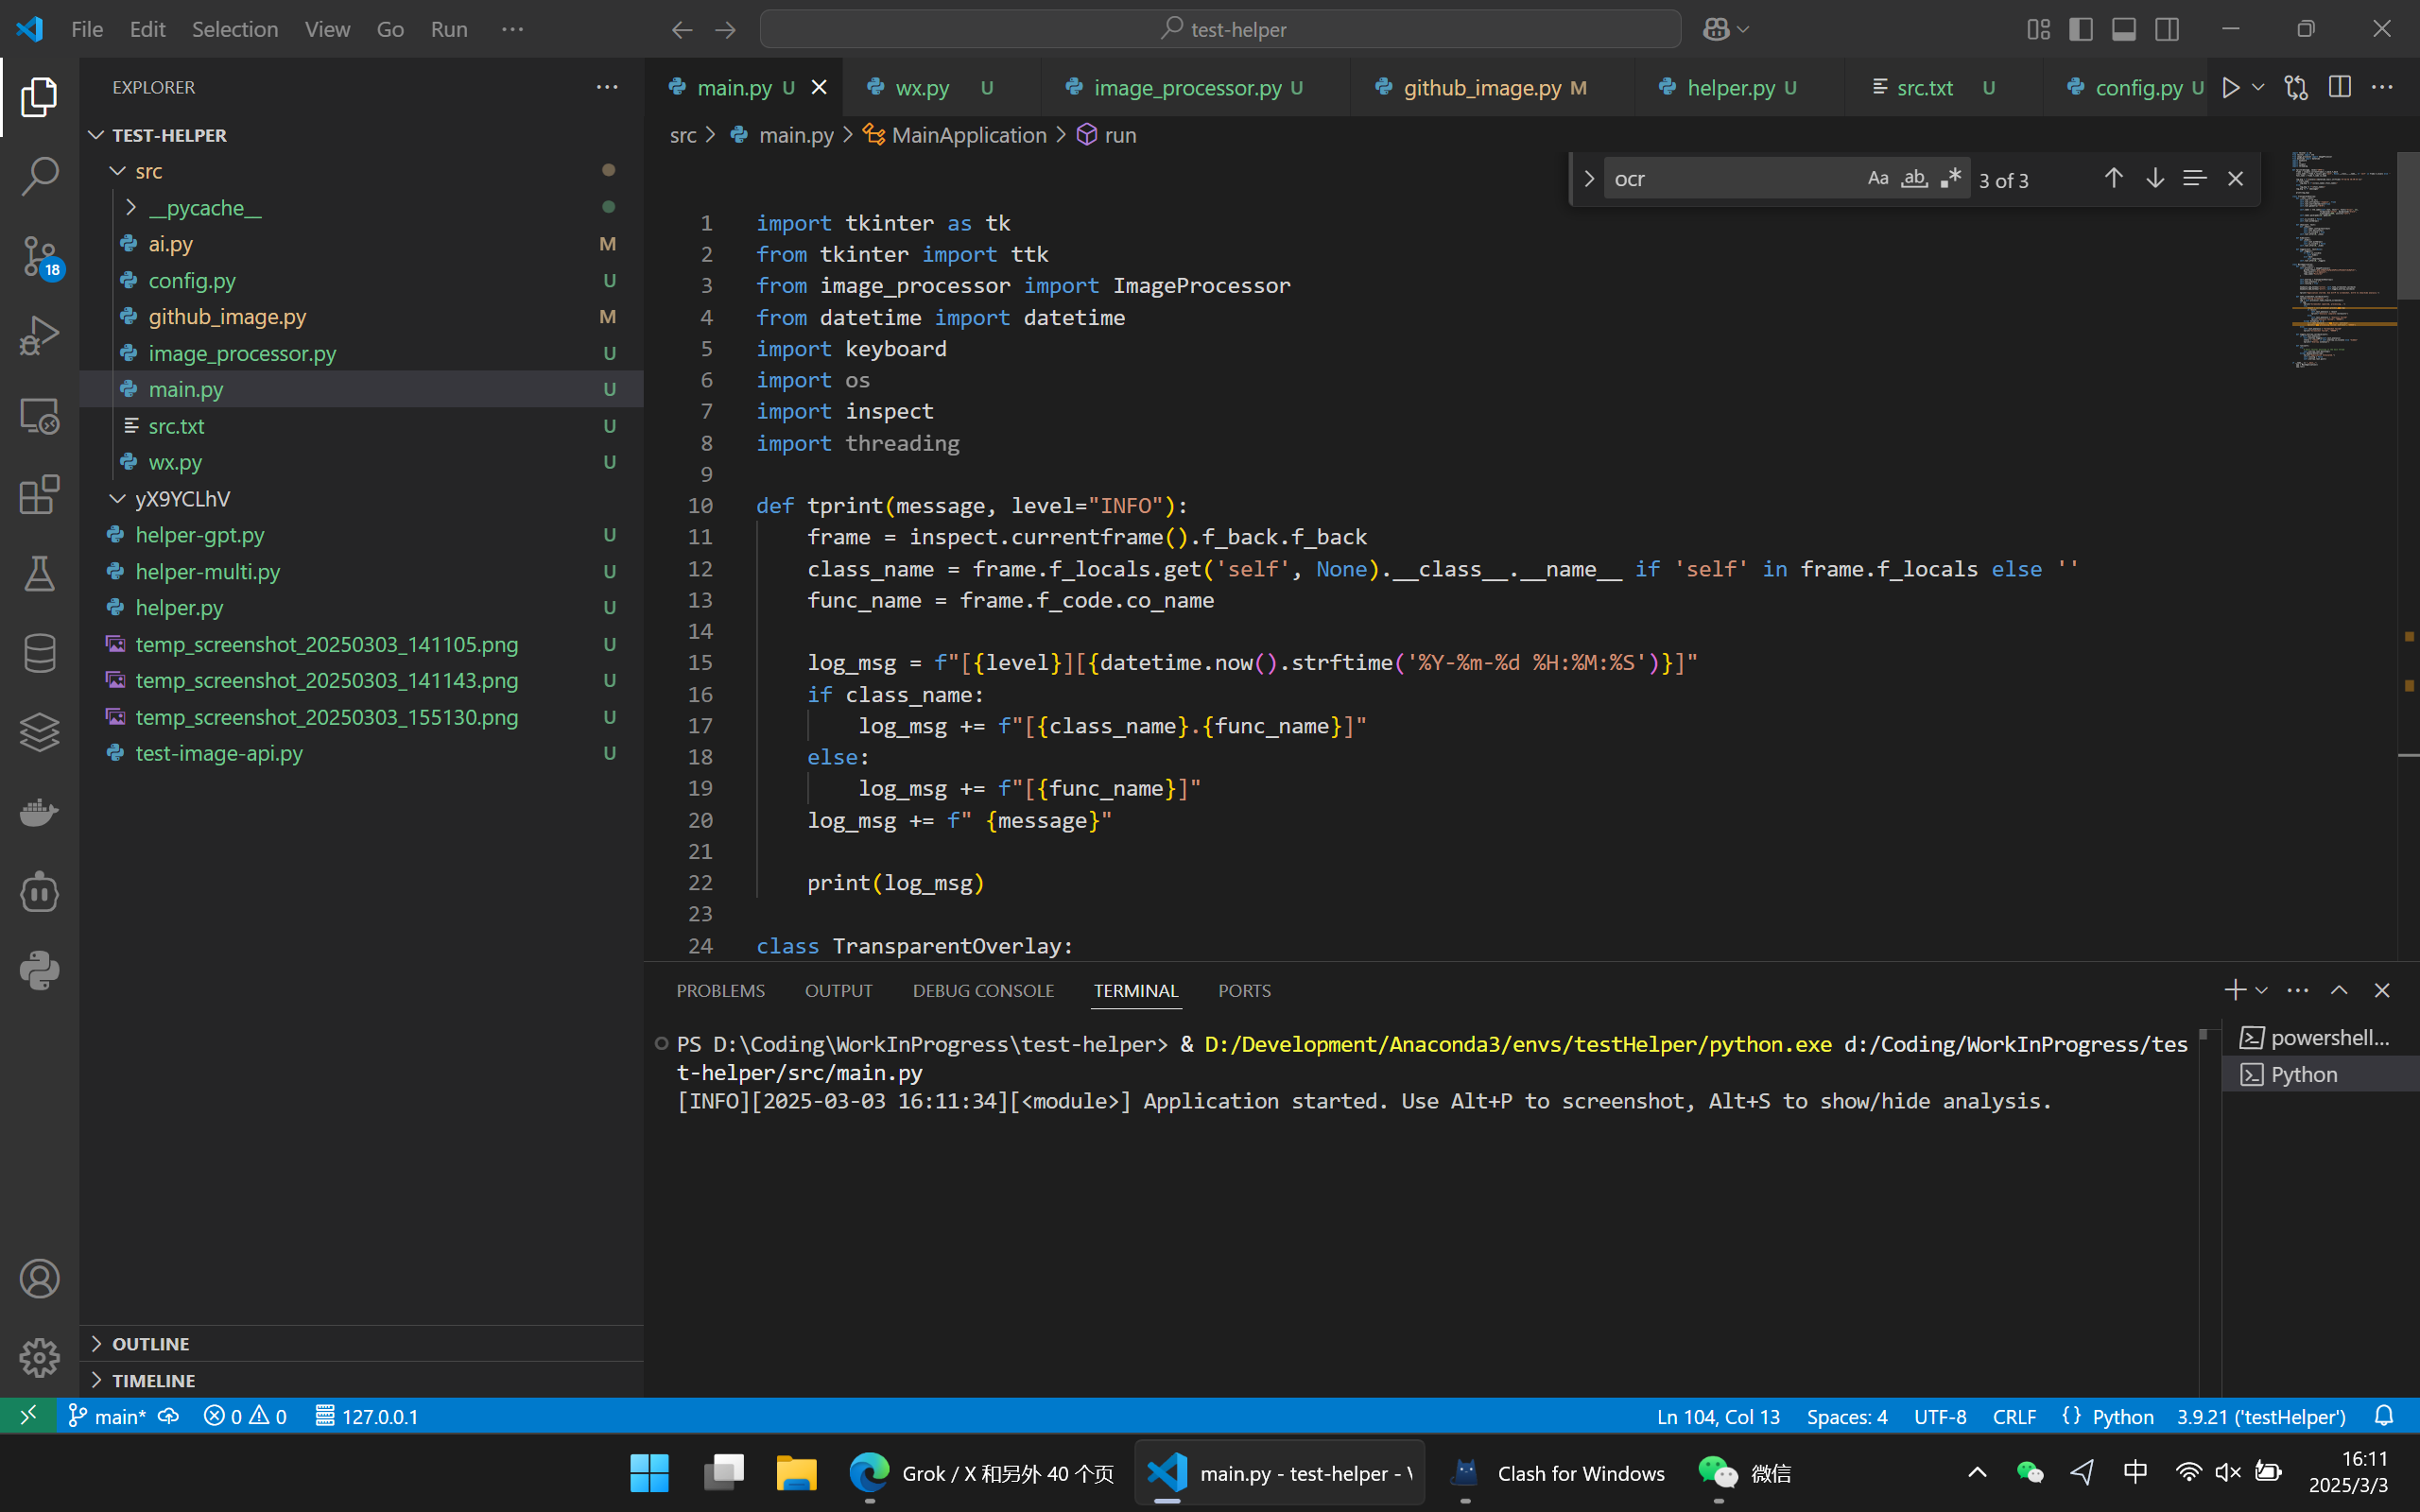 File Edit Selection View Go Run ···
test-helper
EXPLORER
TEST-HELPER
src
__pycache__
ai.py M
config.py U
github_image.py M
image_processor.py U
main.py U
src.txt U
wx.py U
yX9YCLhV
helper-gpt.py U
helper-multi.py U
helper.py U
temp_screenshot_20250303_141105.png U
temp_screenshot_20250303_141143.png U
temp_screenshot_20250303_155130.png U
test-image-api.py U
OUTLINE
TIMELINE
18
main.py U wx.py U image_processor.py U github_image.py M helper.py U src.txt U config.py U
src > main.py > MainApplication > run
ocr Aa ab 3 of 3
1 import tkinter as tk
2 from tkinter import ttk
3 from image_processor import ImageProcessor
4 from datetime import datetime
5 import keyboard
6 import os
7 import inspect
8 import threading
9
10 def tprint(message, level="INFO"):
11 frame = inspect.currentframe().f_back.f_back
12 class_name = frame.f_locals.get('self', None).__class__.__name__ if 'self' in frame.f_locals else ''
13 func_name = frame.f_code.co_name
14
15 log_msg = f"[{level}][{datetime.now().strftime('%Y-%m-%d %H:%M:%S')}]"
16 if class_name:
17 log_msg += f"[{class_name}.{func_name}]"
18 else:
19 log_msg += f"[{func_name}]"
20 log_msg += f" {message}"
21
22 print(log_msg)
23
24 class TransparentOverlay:
PROBLEMS OUTPUT DEBUG CONSOLE TERMINAL PORTS
PS D:\Coding\WorkInProgress\test-helper> & D:/Development/Anaconda3/envs/testHelper/python.exe d:/Coding/WorkInProgress/tes
t-helper/src/main.py
[INFO][2025-03-03 16:11:34][<module>] Application started. Use Alt+P to screenshot, Alt+S to show/hide analysis.
powershell...
Python
main* 0 0 127.0.0.1 Ln 104, Col 13 Spaces: 4 UTF-8 CRLF {} Python 3.9.21 ('testHelper')
Grok / X 和另外 40 个页 main.py - test-helper - Clash for Windows 微信 中 16:11
2025/3/3